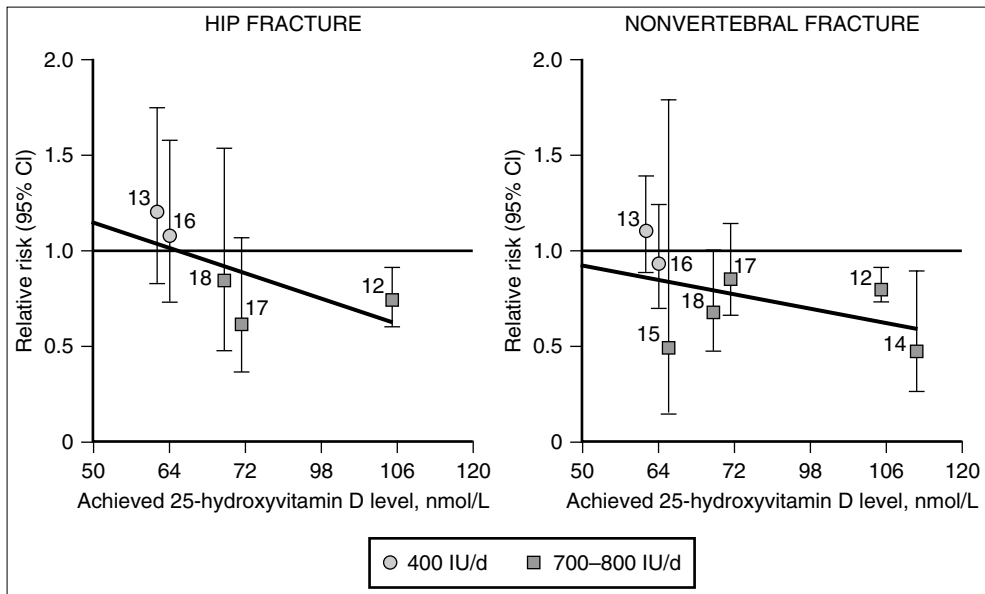 HIP FRACTURE
Relative risk (95% CI)
2.0
1.5
1.0
0.5
0
13
16
18
17
12
50 64 72 98 106 120
Achieved 25-hydroxyvitamin D level, nmol/L
NONVERTEBRAL FRACTURE
Relative risk (95% CI)
2.0
1.5
1.0
0.5
0
13
16
15
18
17
12
14
50 64 72 98 106 120
Achieved 25-hydroxyvitamin D level, nmol/L
400 IU/d 700–800 IU/d